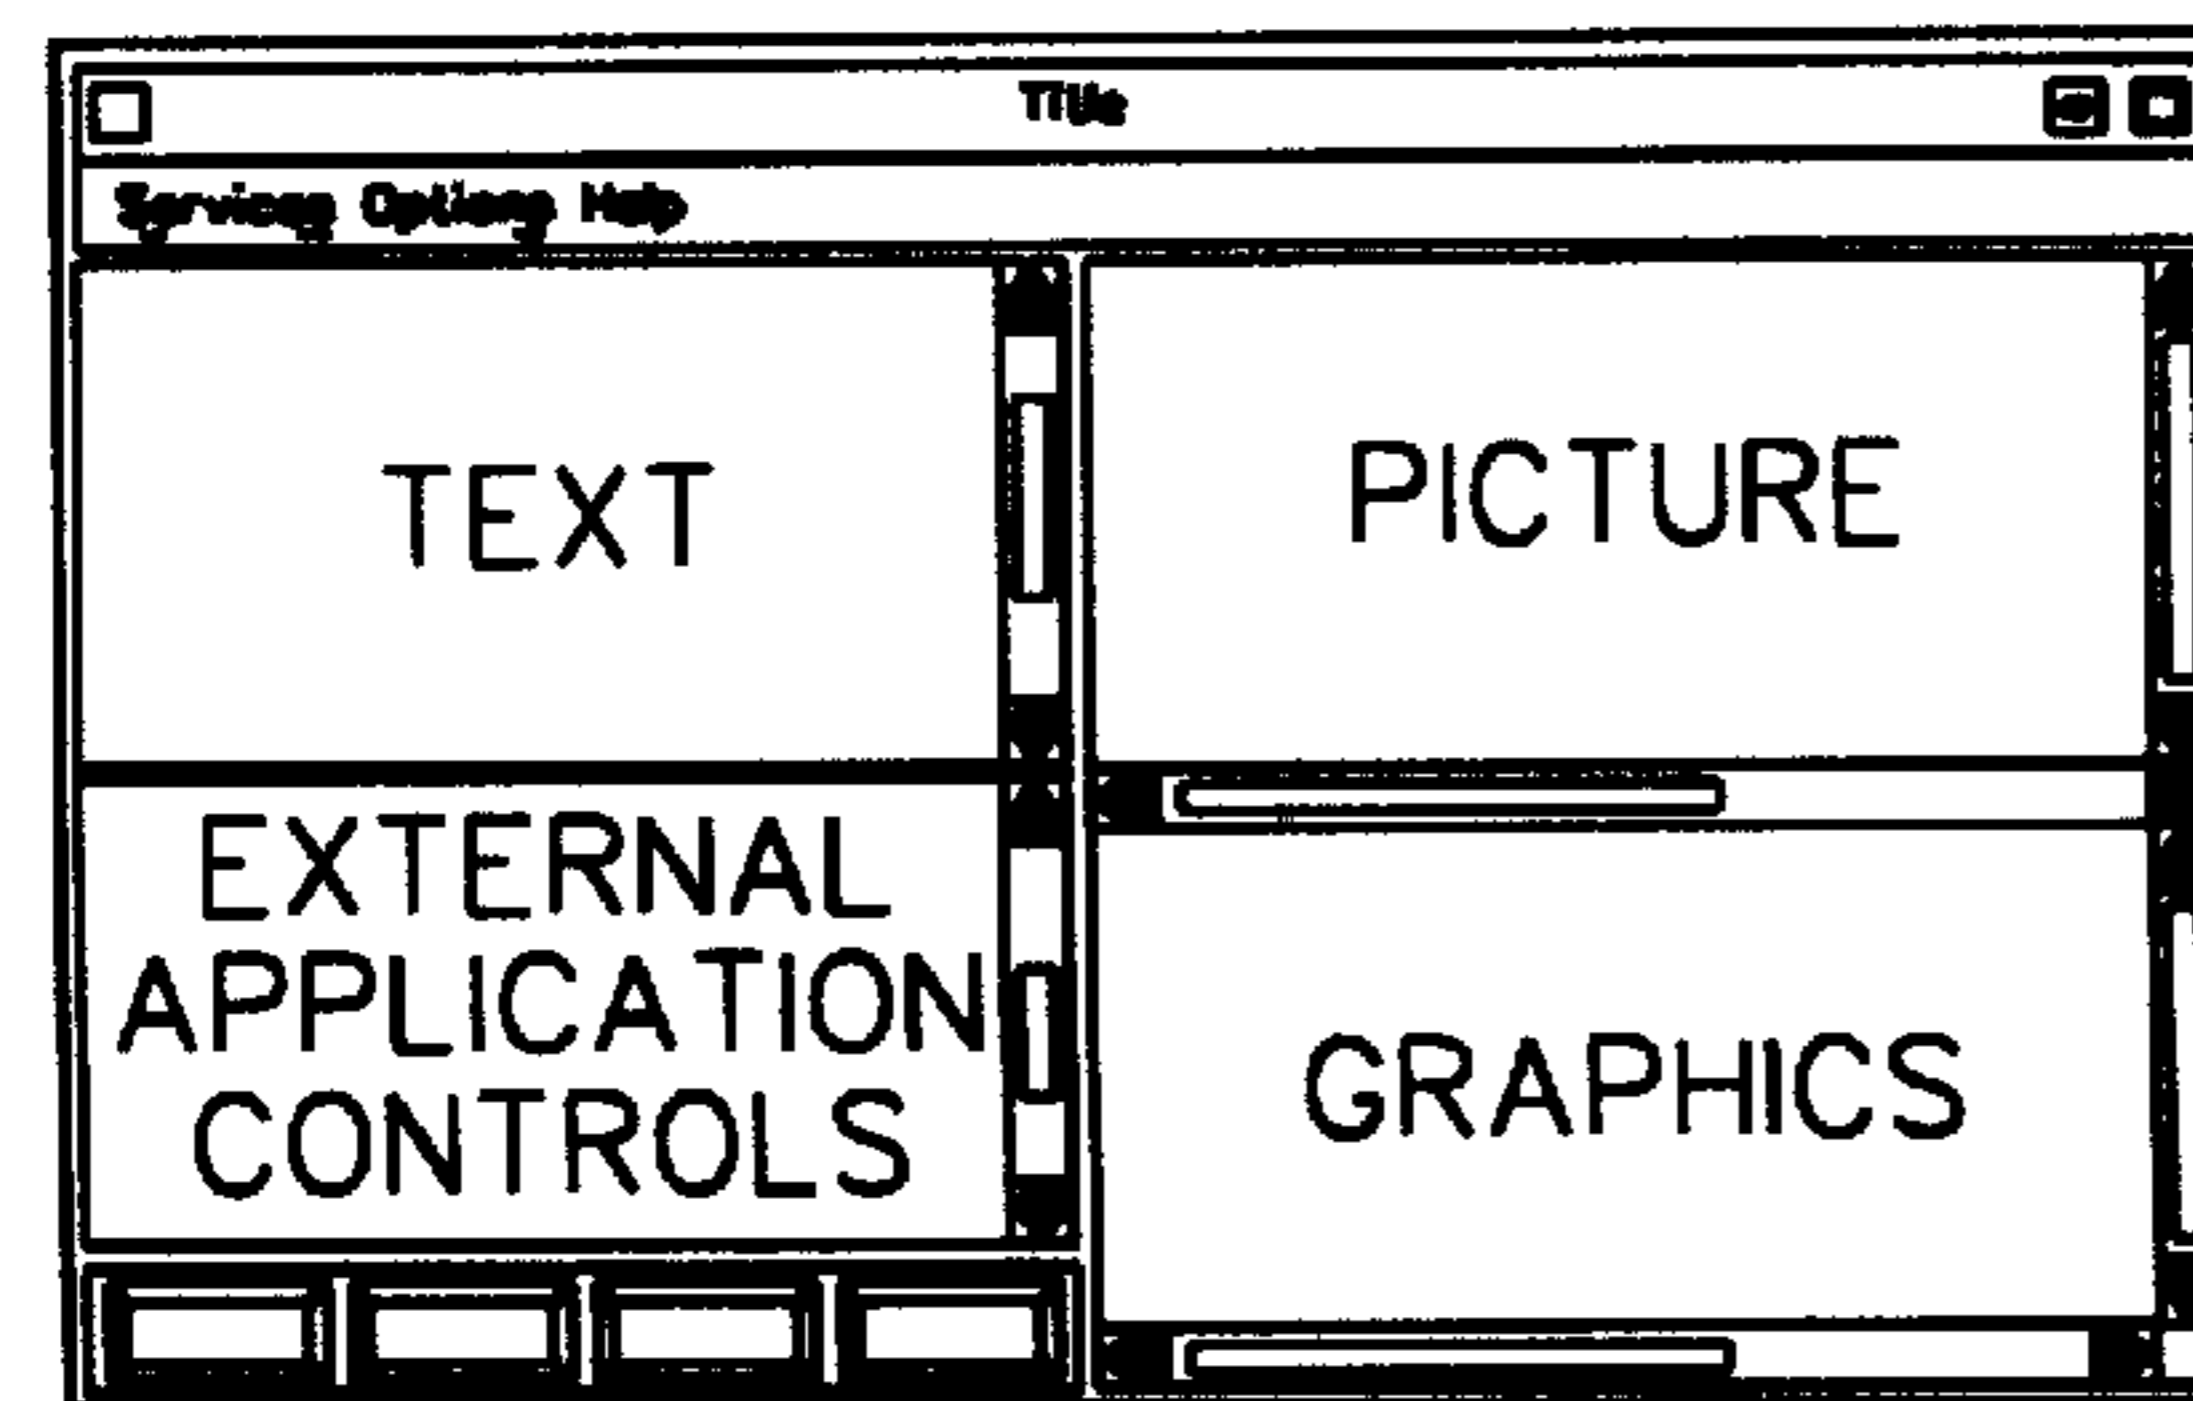 Title
Services Options Help
TEXT
PICTURE
EXTERNAL
APPLICATION
CONTROLS
GRAPHICS